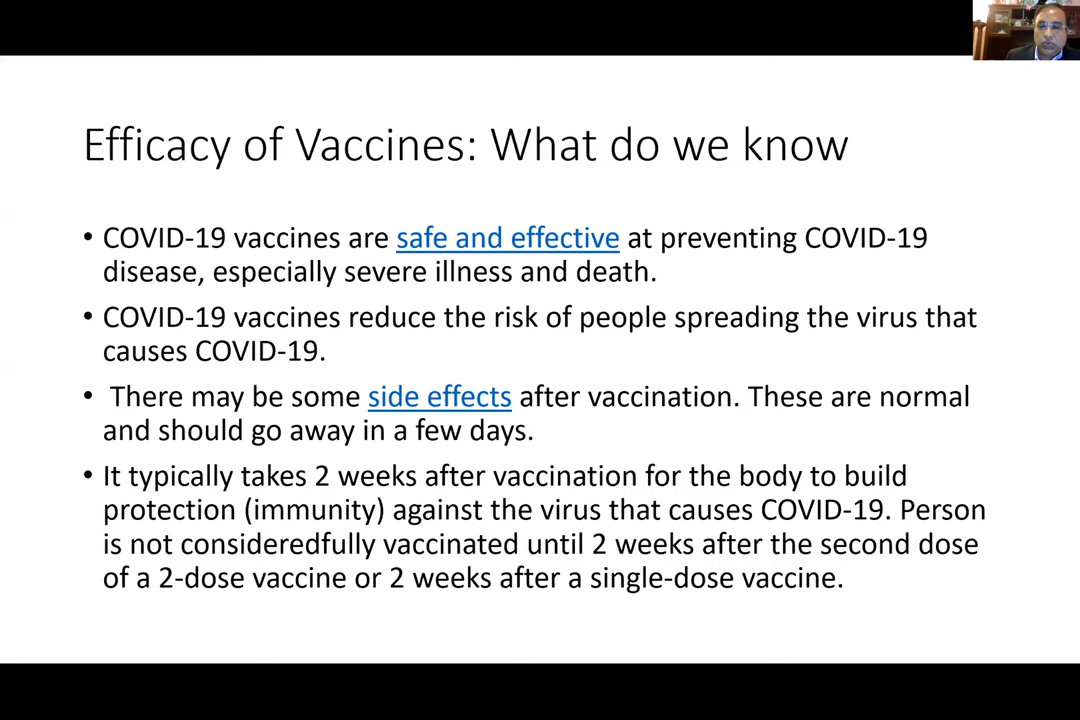 Efficacy of Vaccines: What do we know
• COVID-19 vaccines are safe and effective at preventing COVID-19
disease, especially severe illness and death.
• COVID-19 vaccines reduce the risk of people spreading the virus that
causes COVID-19.
• There may be some side effects after vaccination. These are normal
and should go away in a few days.
• It typically takes 2 weeks after vaccination for the body to build
protection (immunity) against the virus that causes COVID-19. Person
is not consideredfully vaccinated until 2 weeks after the second dose
of a 2-dose vaccine or 2 weeks after a single-dose vaccine.